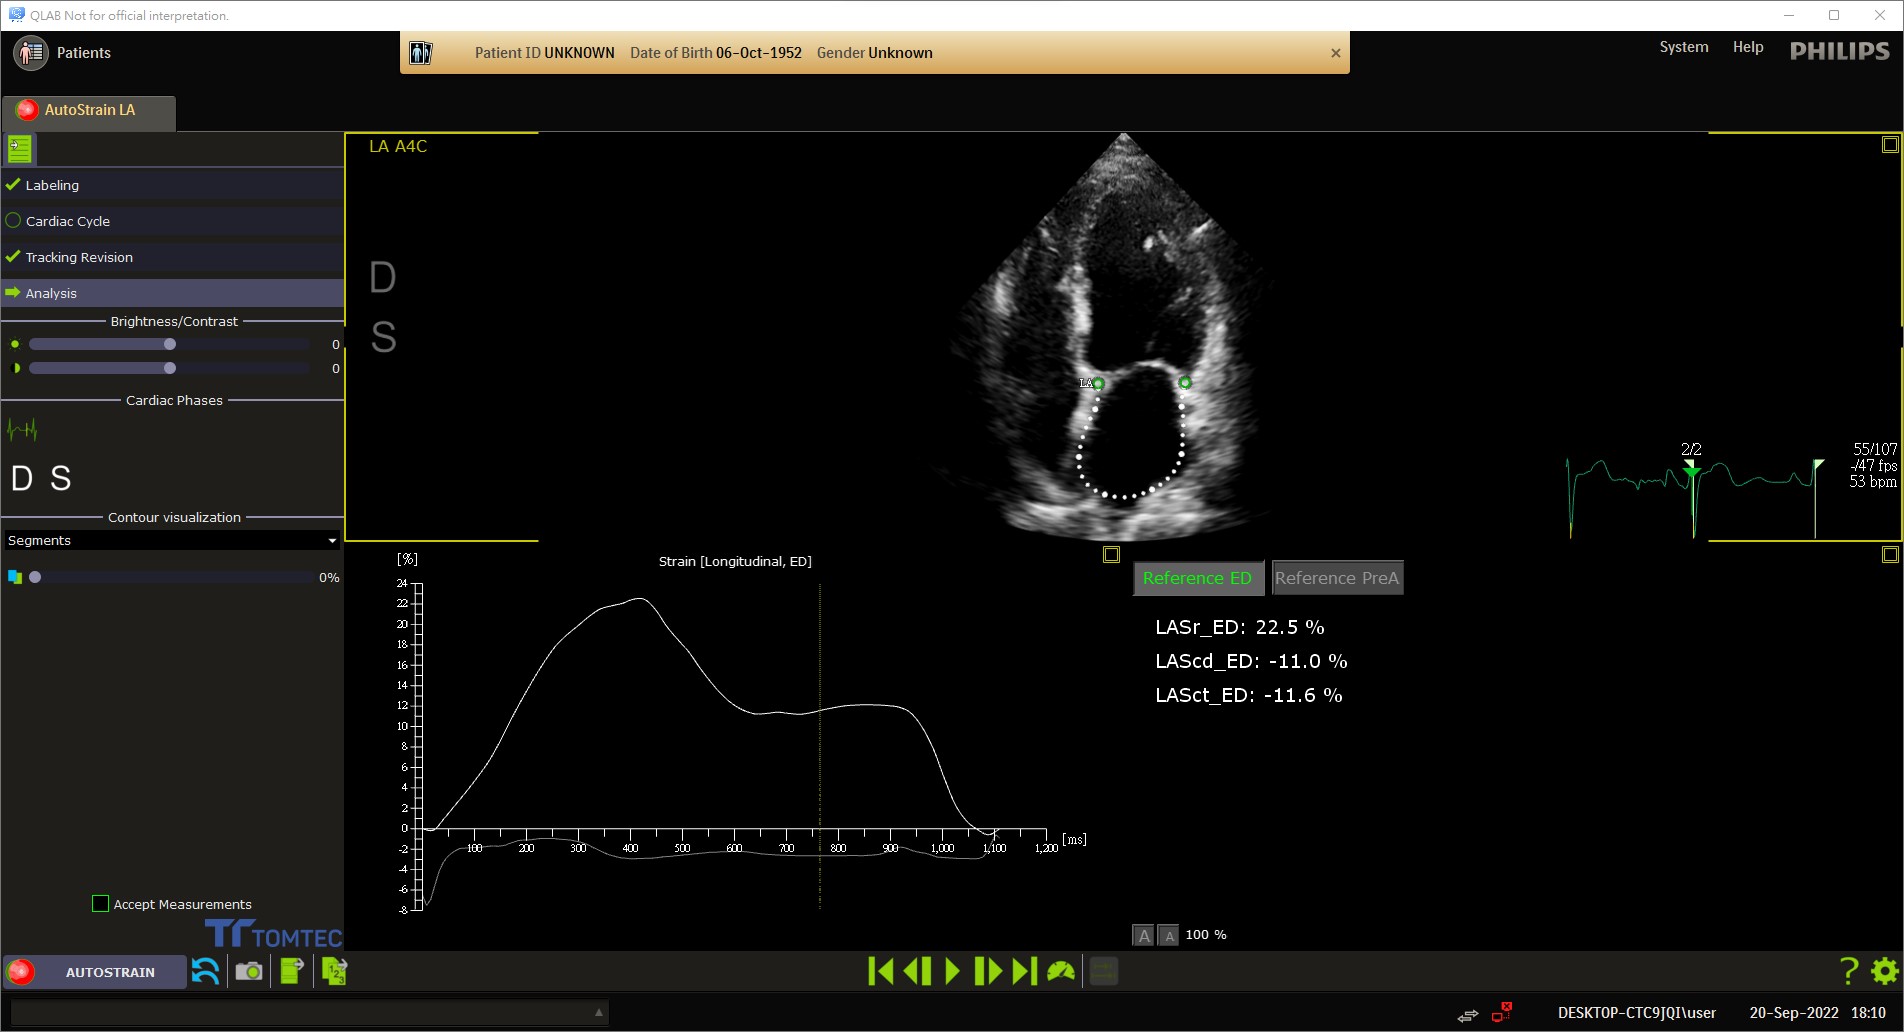 QLAB Not for official interpretation.
Patients
Patient ID UNKNOWN Date of Birth 06-Oct-1952 Gender Unknown
System Help PHILIPS
AutoStrain LA
Labeling
Cardiac Cycle
Tracking Revision
Analysis
Brightness/Contrast
0
0
Cardiac Phases
D S
Contour visualization
Segments
0%
Accept Measurements
TOMTEC
LA A4C
D
S
LA
2/2
55/107
-/47 fps
53 bpm
[%]
Strain [Longitudinal, ED]
24
22
20
18
16
14
12
10
8
6
4
2
0
-2
-4
-6
-8
100 200 300 400 500 600 700 800 900 1,000 1,100 1,200 [ms]
Reference ED Reference PreA
LASr_ED: 22.5 %
LAScd_ED: -11.0 %
LASct_ED: -11.6 %
A A 100 %
AUTOSTRAIN
1 2 3
?
DESKTOP-CTC9JQI\user 20-Sep-2022 18:10